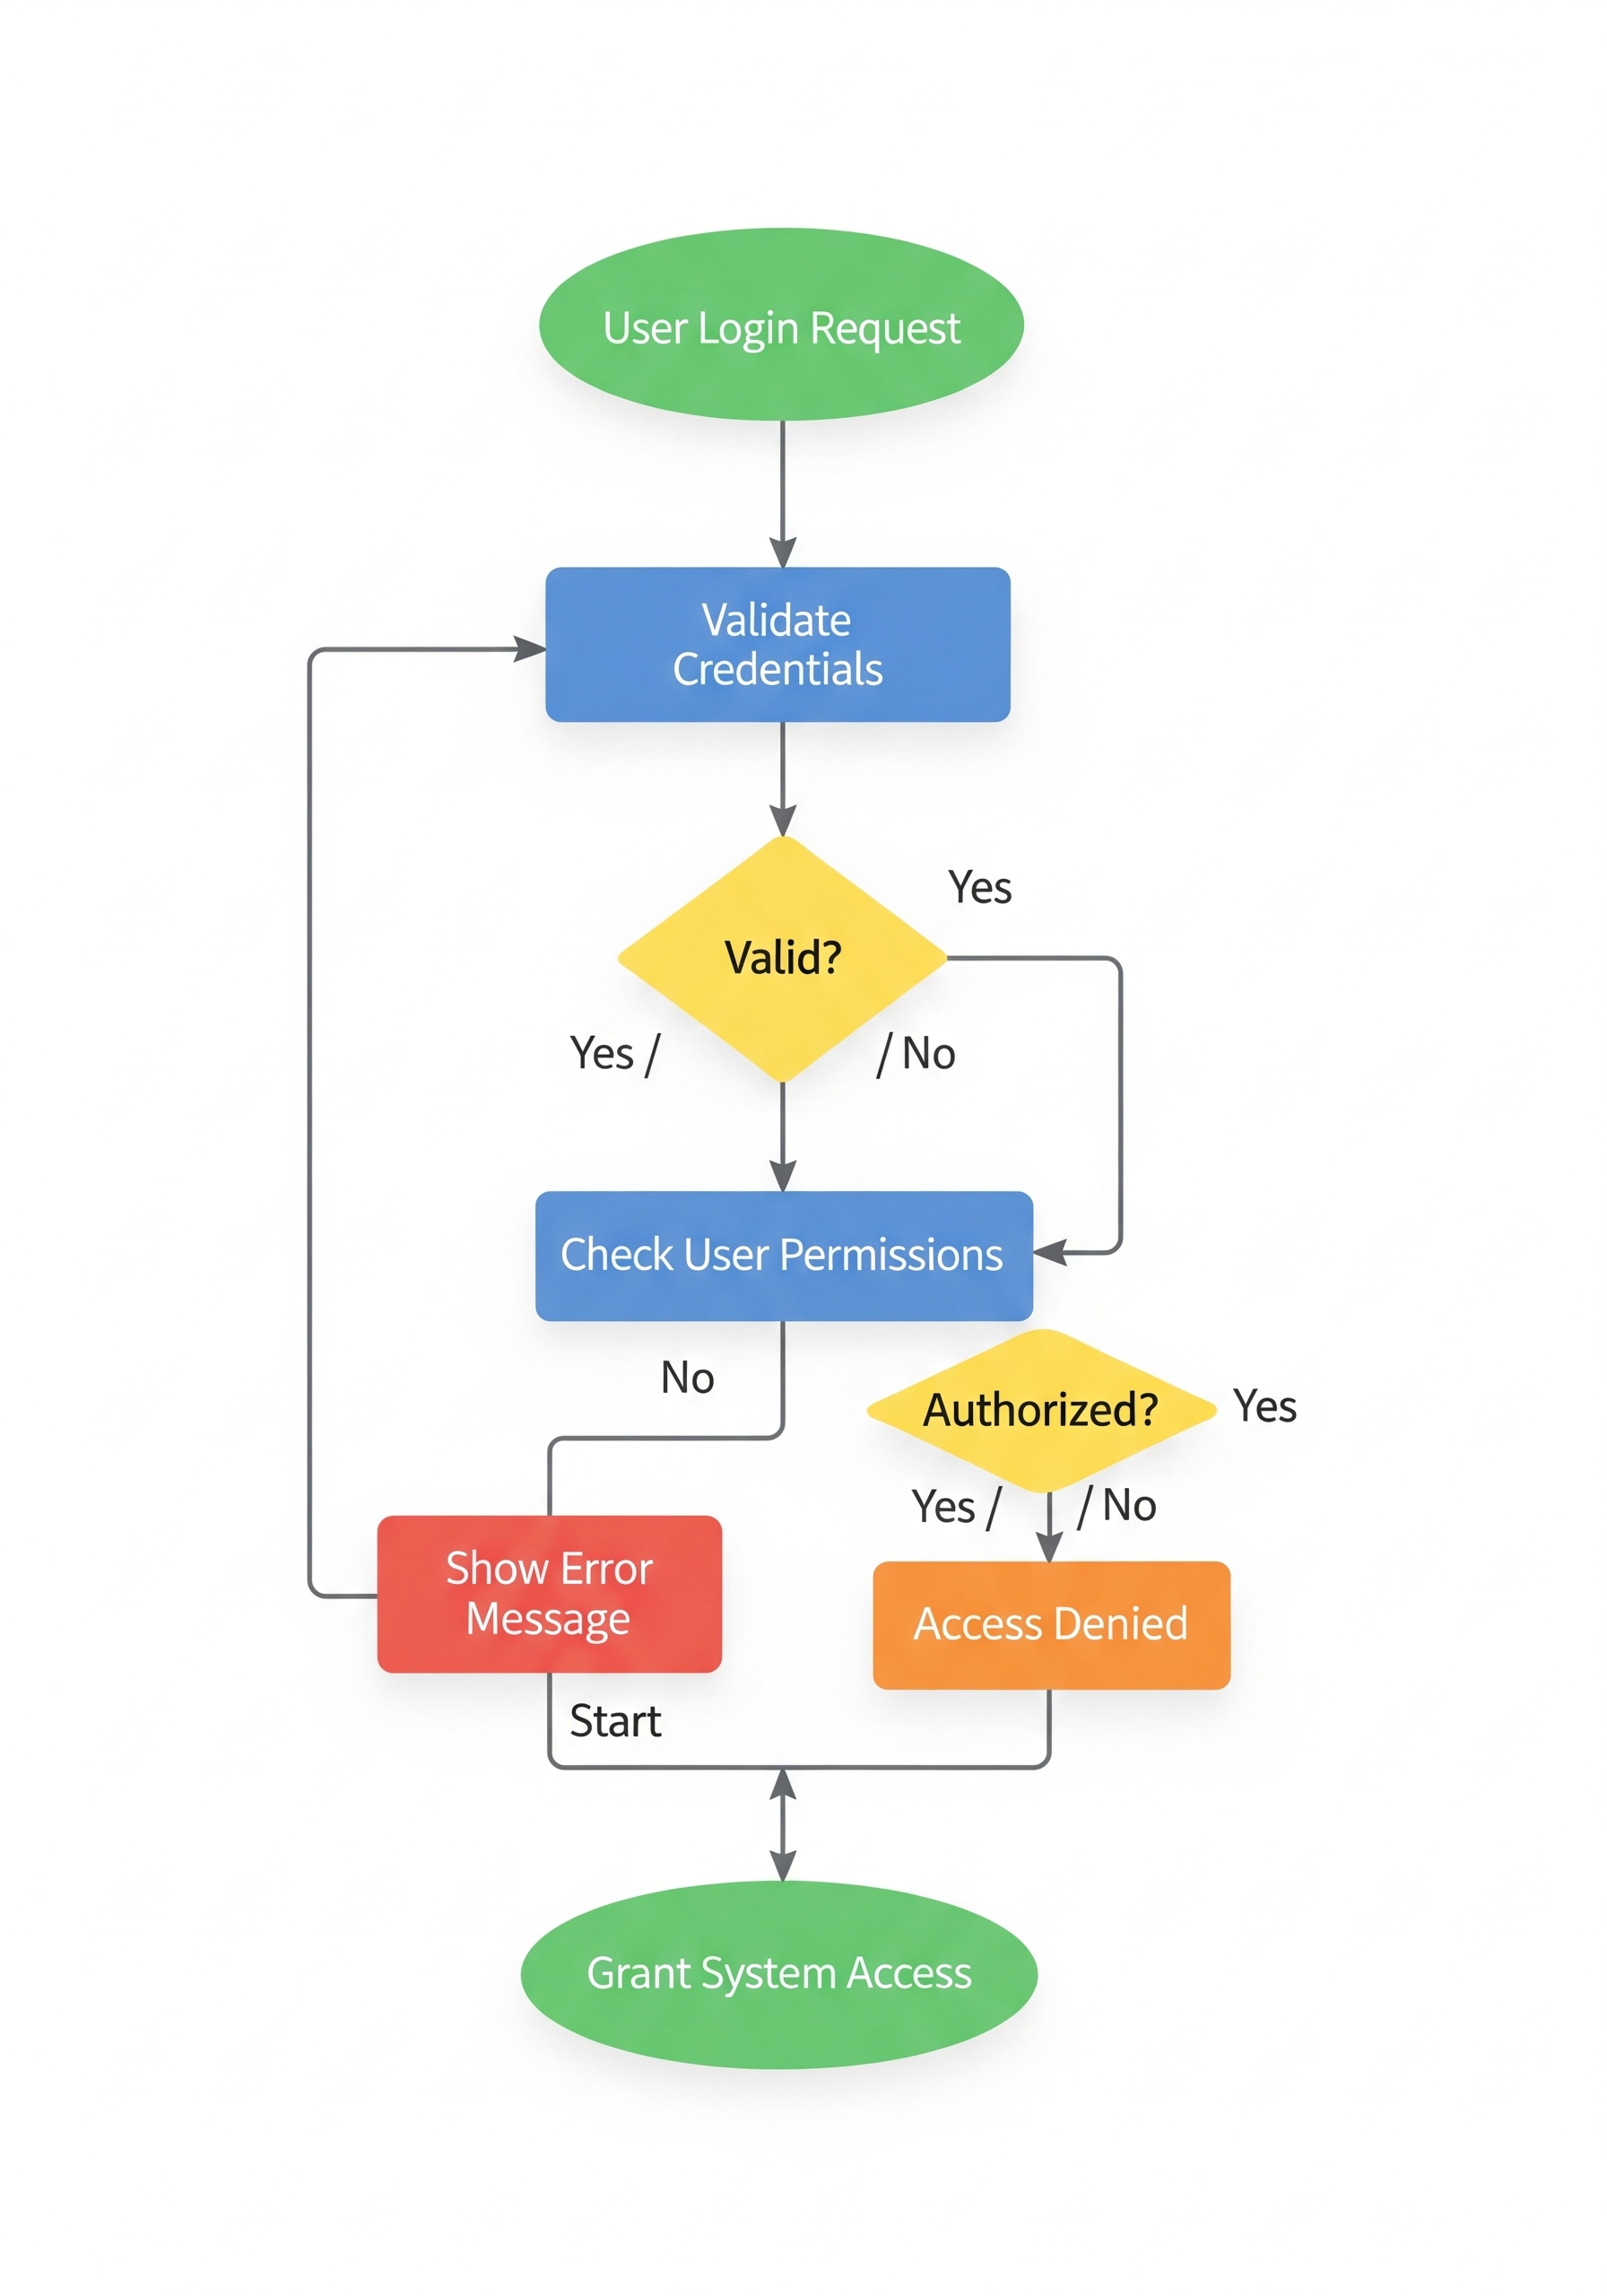 User Login Request
Validate
Credentials
Yes
Valid?
Yes /
/ No
Check User Permissions
No
Authorized?
Yes
Yes /
/ No
Show Error
Message
Access Denied
Start
Grant System Access